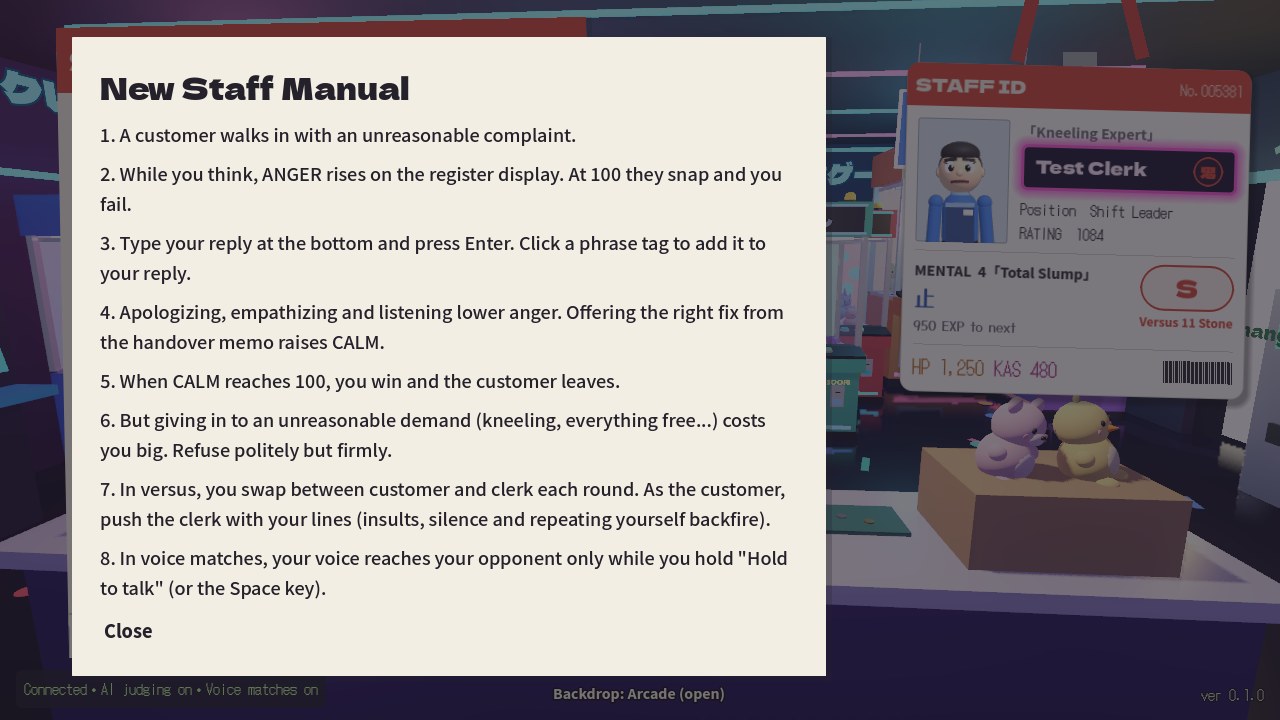 New Staff Manual
1. A customer walks in with an unreasonable complaint.
2. While you think, ANGER rises on the register display. At 100 they snap and you
fail.
3. Type your reply at the bottom and press Enter. Click a phrase tag to add it to
your reply.
4. Apologizing, empathizing and listening lower anger. Offering the right fix from
the handover memo raises CALM.
5. When CALM reaches 100, you win and the customer leaves.
6. But giving in to an unreasonable demand (kneeling, everything free...) costs
you big. Refuse politely but firmly.
7. In versus, you swap between customer and clerk each round. As the customer,
push the clerk with your lines (insults, silence and repeating yourself backfire).
8. In voice matches, your voice reaches your opponent only while you hold "Hold
to talk" (or the Space key).
Close
STAFF ID
No. 005381
「Kneeling Expert」
Test Clerk
Position Shift Leader
RATING 1084
MENTAL 4「Total Slump」
止
950 EXP to next
S
Versus 11 Stone
HP 1,250 KAS 480
Connected • AI judging on • Voice matches on
Backdrop: Arcade (open)
ver 0.1.0